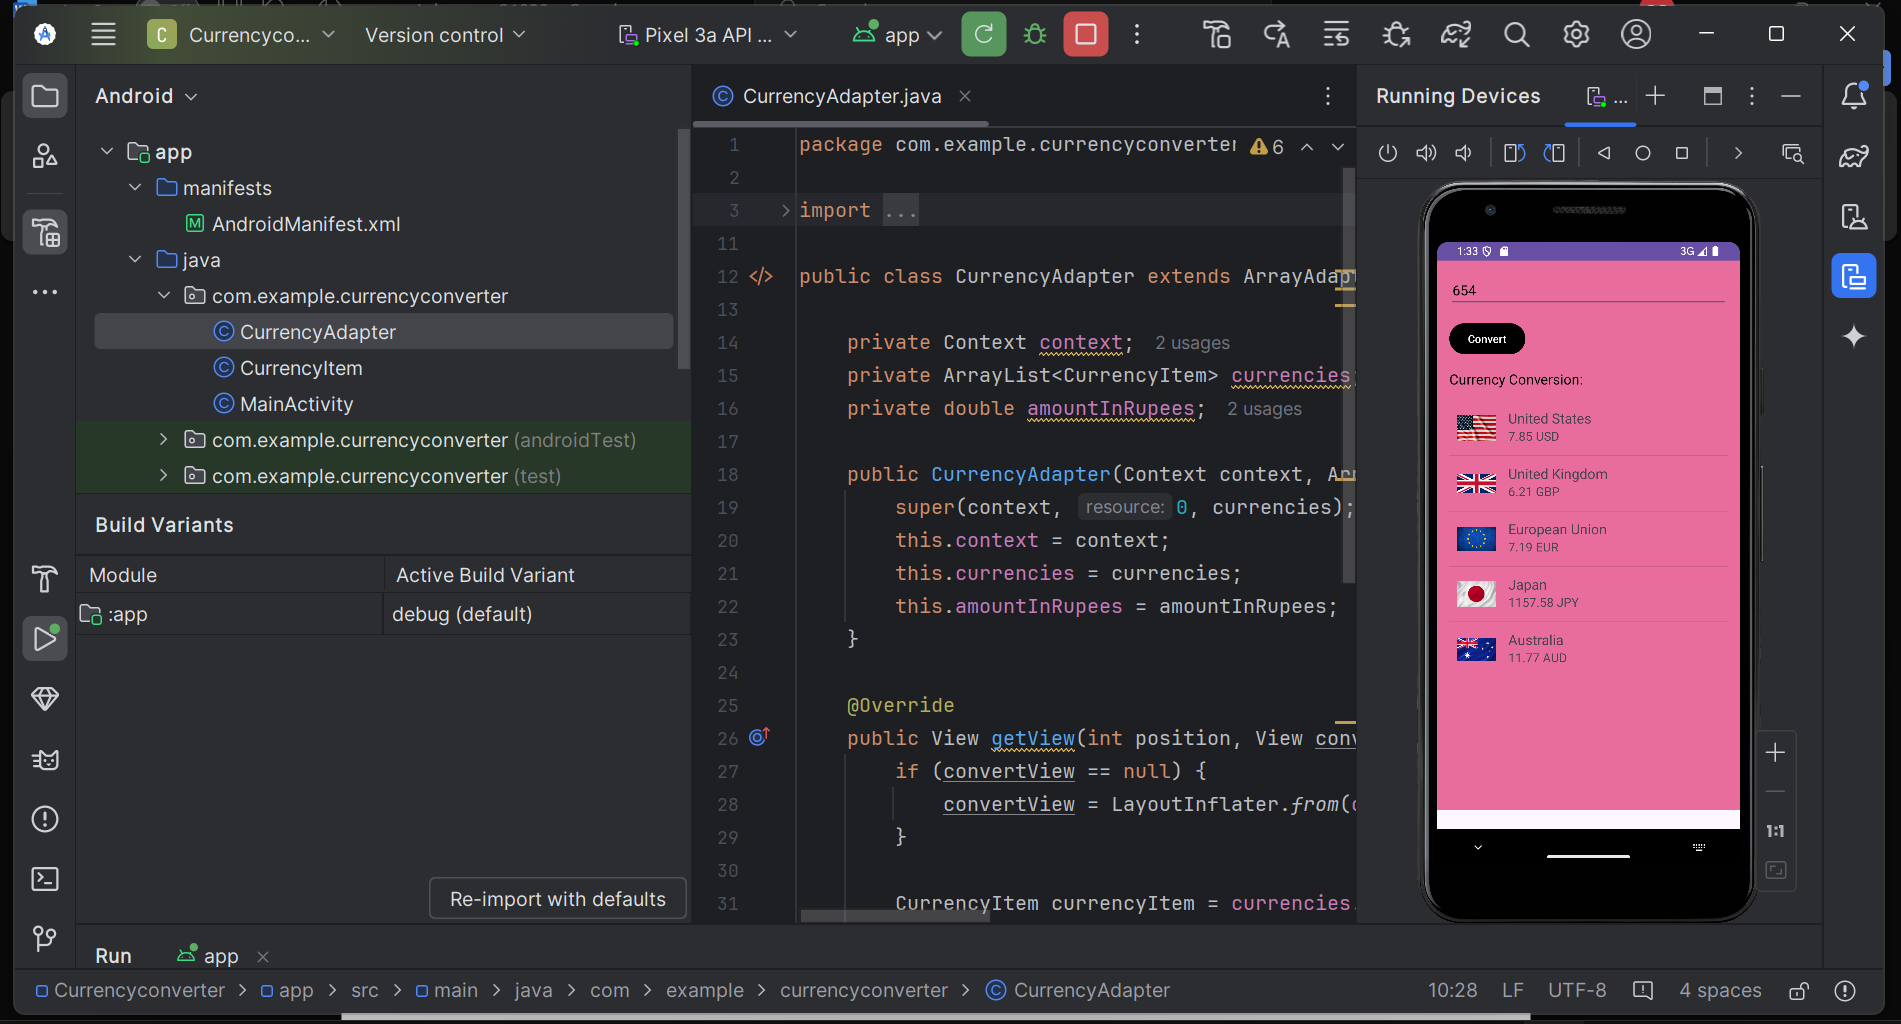 C Currencyco... Version control Pixel 3a API ... app
Android
app
manifests
M AndroidManifest.xml
java
com.example.currencyconverter
C CurrencyAdapter
C CurrencyItem
C MainActivity
com.example.currencyconverter (androidTest)
com.example.currencyconverter (test)
Build Variants
Module Active Build Variant
:app debug (default)
Re-import with defaults
C CurrencyAdapter.java
6
1 package com.example.currencyconverter
2
3 import ...
11
12 public class CurrencyAdapter extends ArrayAdapt
13
14 private Context context; 2 usages
15 private ArrayList<CurrencyItem> currencies;
16 private double amountInRupees; 2 usages
17
18 public CurrencyAdapter(Context context, Arr
19 super(context, resource: 0, currencies);
20 this.context = context;
21 this.currencies = currencies;
22 this.amountInRupees = amountInRupees;
23 }
24
25 @Override
26 public View getView(int position, View conv
27 if (convertView == null) {
28 convertView = LayoutInflater.from(c
29 }
30
31 CurrencyItem currencyItem = currencies.
Running Devices ...
1:33 3G
654
Convert
Currency Conversion:
United States
7.85 USD
United Kingdom
6.21 GBP
European Union
7.19 EUR
Japan
1157.58 JPY
Australia
11.77 AUD
1:1
Run app
Currencyconverter > app > src > main > java > com > example > currencyconverter > C CurrencyAdapter
10:28 LF UTF-8 4 spaces